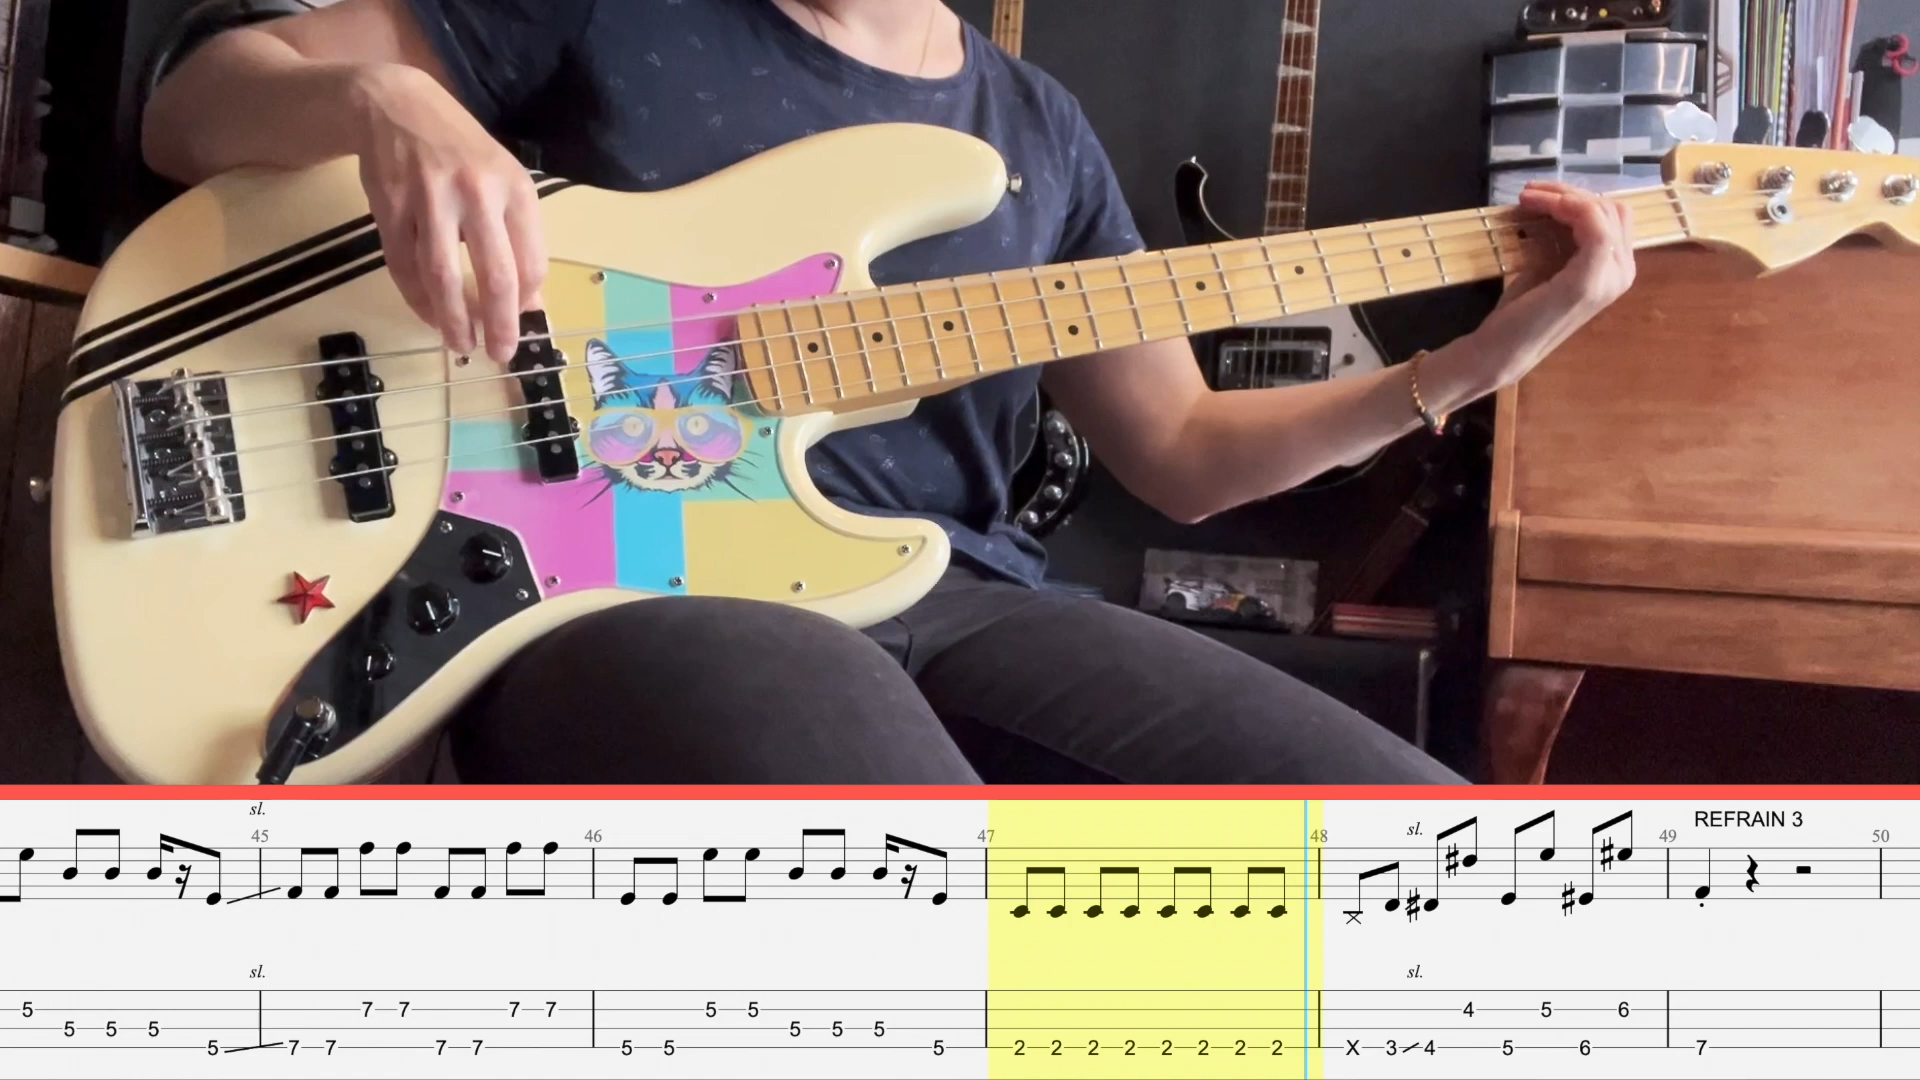 sl.
45 46 47 48 sl. 49 REFRAIN 3 50
sl. sl.
5 7 7 7 7 5 5 4 5 6
5 5 5 5 5 5
5 7 7 7 7 5 5 5 2 2 2 2 2 2 2 2 X 3 4 5 6 7